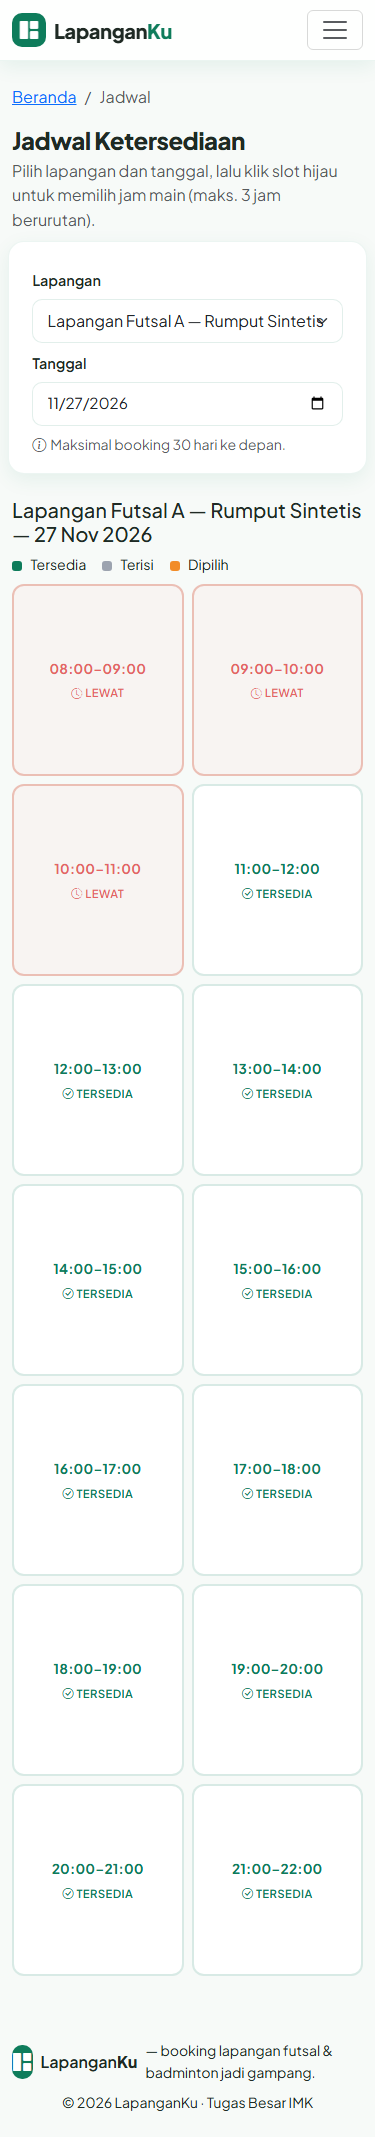 LapanganKu
Beranda / Jadwal
Jadwal Ketersediaan
Pilih lapangan dan tanggal, lalu klik slot hijau
untuk memilih jam main (maks. 3 jam
berurutan).
Lapangan
Lapangan Futsal A — Rumput Sintetis
Tanggal
11/27/2026
Maksimal booking 30 hari ke depan.
Lapangan Futsal A — Rumput Sintetis
— 27 Nov 2026
Tersedia Terisi Dipilih
08:00–09:00 09:00–10:00
LEWAT LEWAT
10:00–11:00 11:00–12:00
LEWAT TERSEDIA
12:00–13:00 13:00–14:00
TERSEDIA TERSEDIA
14:00–15:00 15:00–16:00
TERSEDIA TERSEDIA
16:00–17:00 17:00–18:00
TERSEDIA TERSEDIA
18:00–19:00 19:00–20:00
TERSEDIA TERSEDIA
20:00–21:00 21:00–22:00
TERSEDIA TERSEDIA
LapanganKu — booking lapangan futsal &
badminton jadi gampang.
© 2026 LapanganKu · Tugas Besar IMK